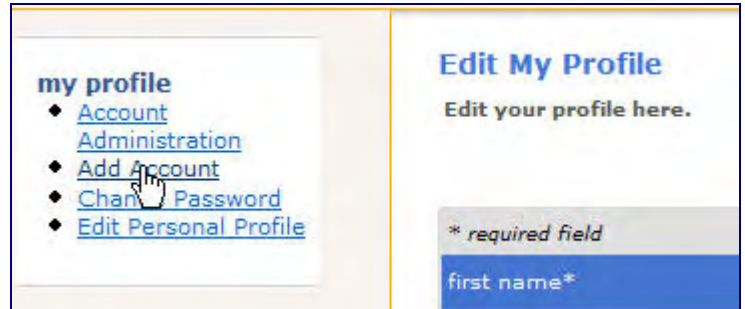 my profile
Account
Administration
Add Account
Password
Edit Personal Profile
Edit My Profile
Edit your profile here.
* required field
first name*